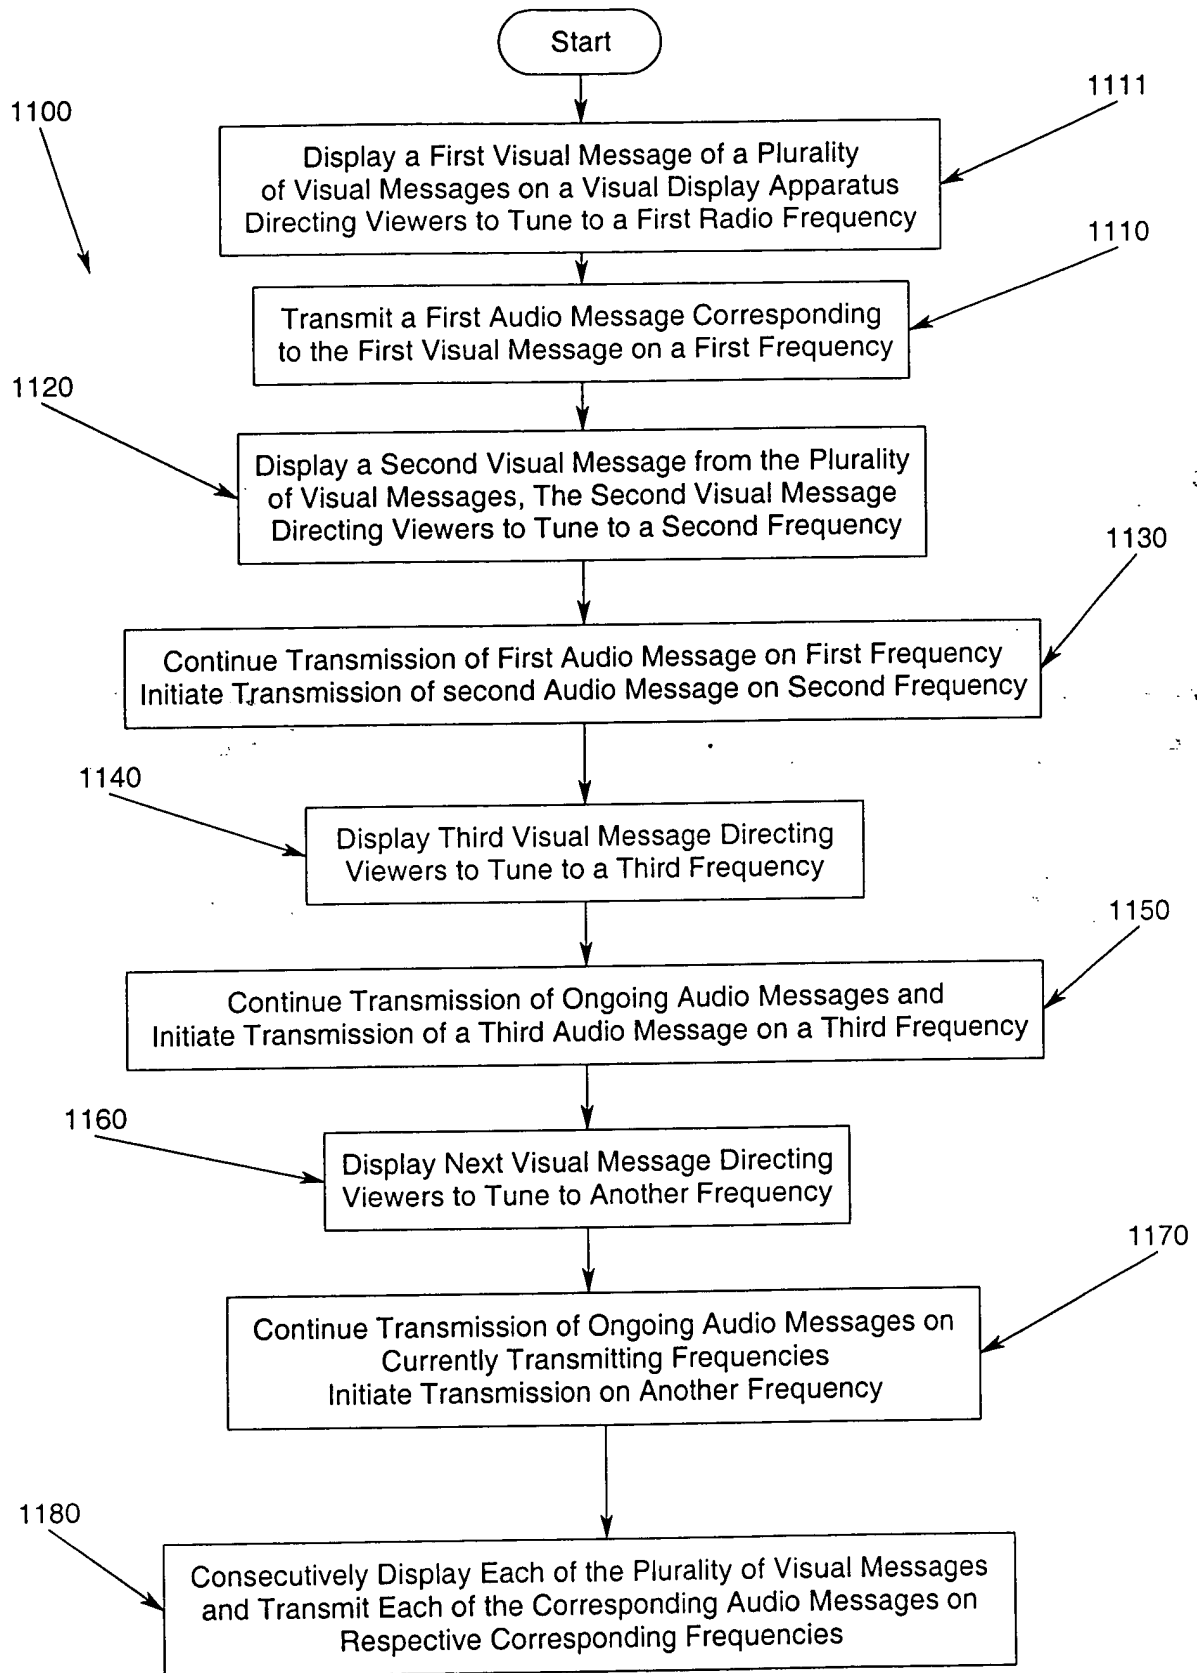 Start
1111
1100
Display a First Visual Message of a Plurality
of Visual Messages on a Visual Display Apparatus
Directing Viewers to Tune to a First Radio Frequency
1110
Transmit a First Audio Message Corresponding
to the First Visual Message on a First Frequency
1120
Display a Second Visual Message from the Plurality
of Visual Messages, The Second Visual Message
Directing Viewers to Tune to a Second Frequency
1130
Continue Transmission of First Audio Message on First Frequency
Initiate Transmission of second Audio Message on Second Frequency
1140
Display Third Visual Message Directing
Viewers to Tune to a Third Frequency
1150
Continue Transmission of Ongoing Audio Messages and
Initiate Transmission of a Third Audio Message on a Third Frequency
1160
Display Next Visual Message Directing
Viewers to Tune to Another Frequency
1170
Continue Transmission of Ongoing Audio Messages on
Currently Transmitting Frequencies
Initiate Transmission on Another Frequency
1180
Consecutively Display Each of the Plurality of Visual Messages
and Transmit Each of the Corresponding Audio Messages on
Respective Corresponding Frequencies